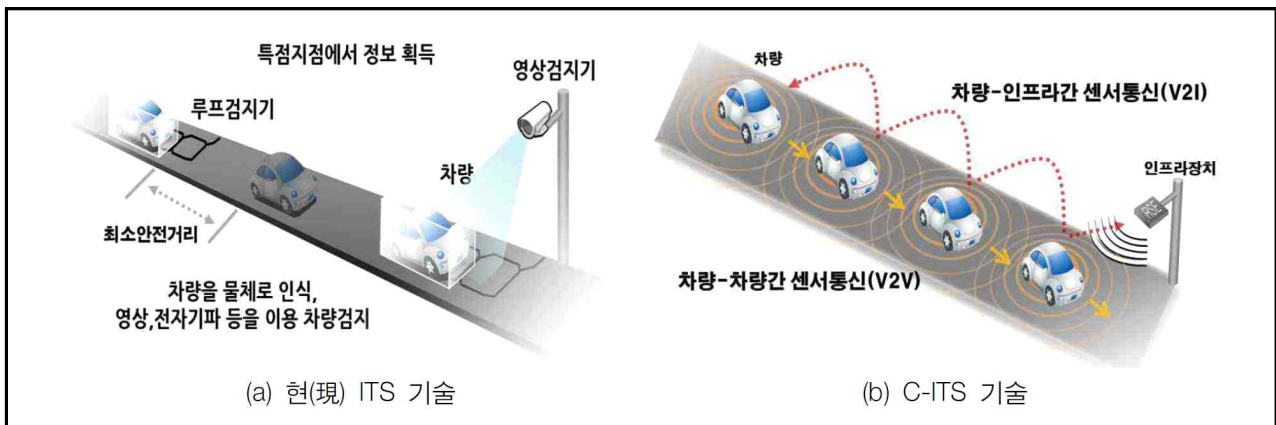 특점지점에서 정보 획득
영상검지기
루프검지기
차량
최소안전거리
차량을 물체로 인식,
영상,전자기파 등을 이용 차량검지
(a) 현(現) ITS 기술
차량
차량-인프라간 센서통신(V2I)
인프라장치
RSE
차량-차량간 센서통신(V2V)
(b) C-ITS 기술